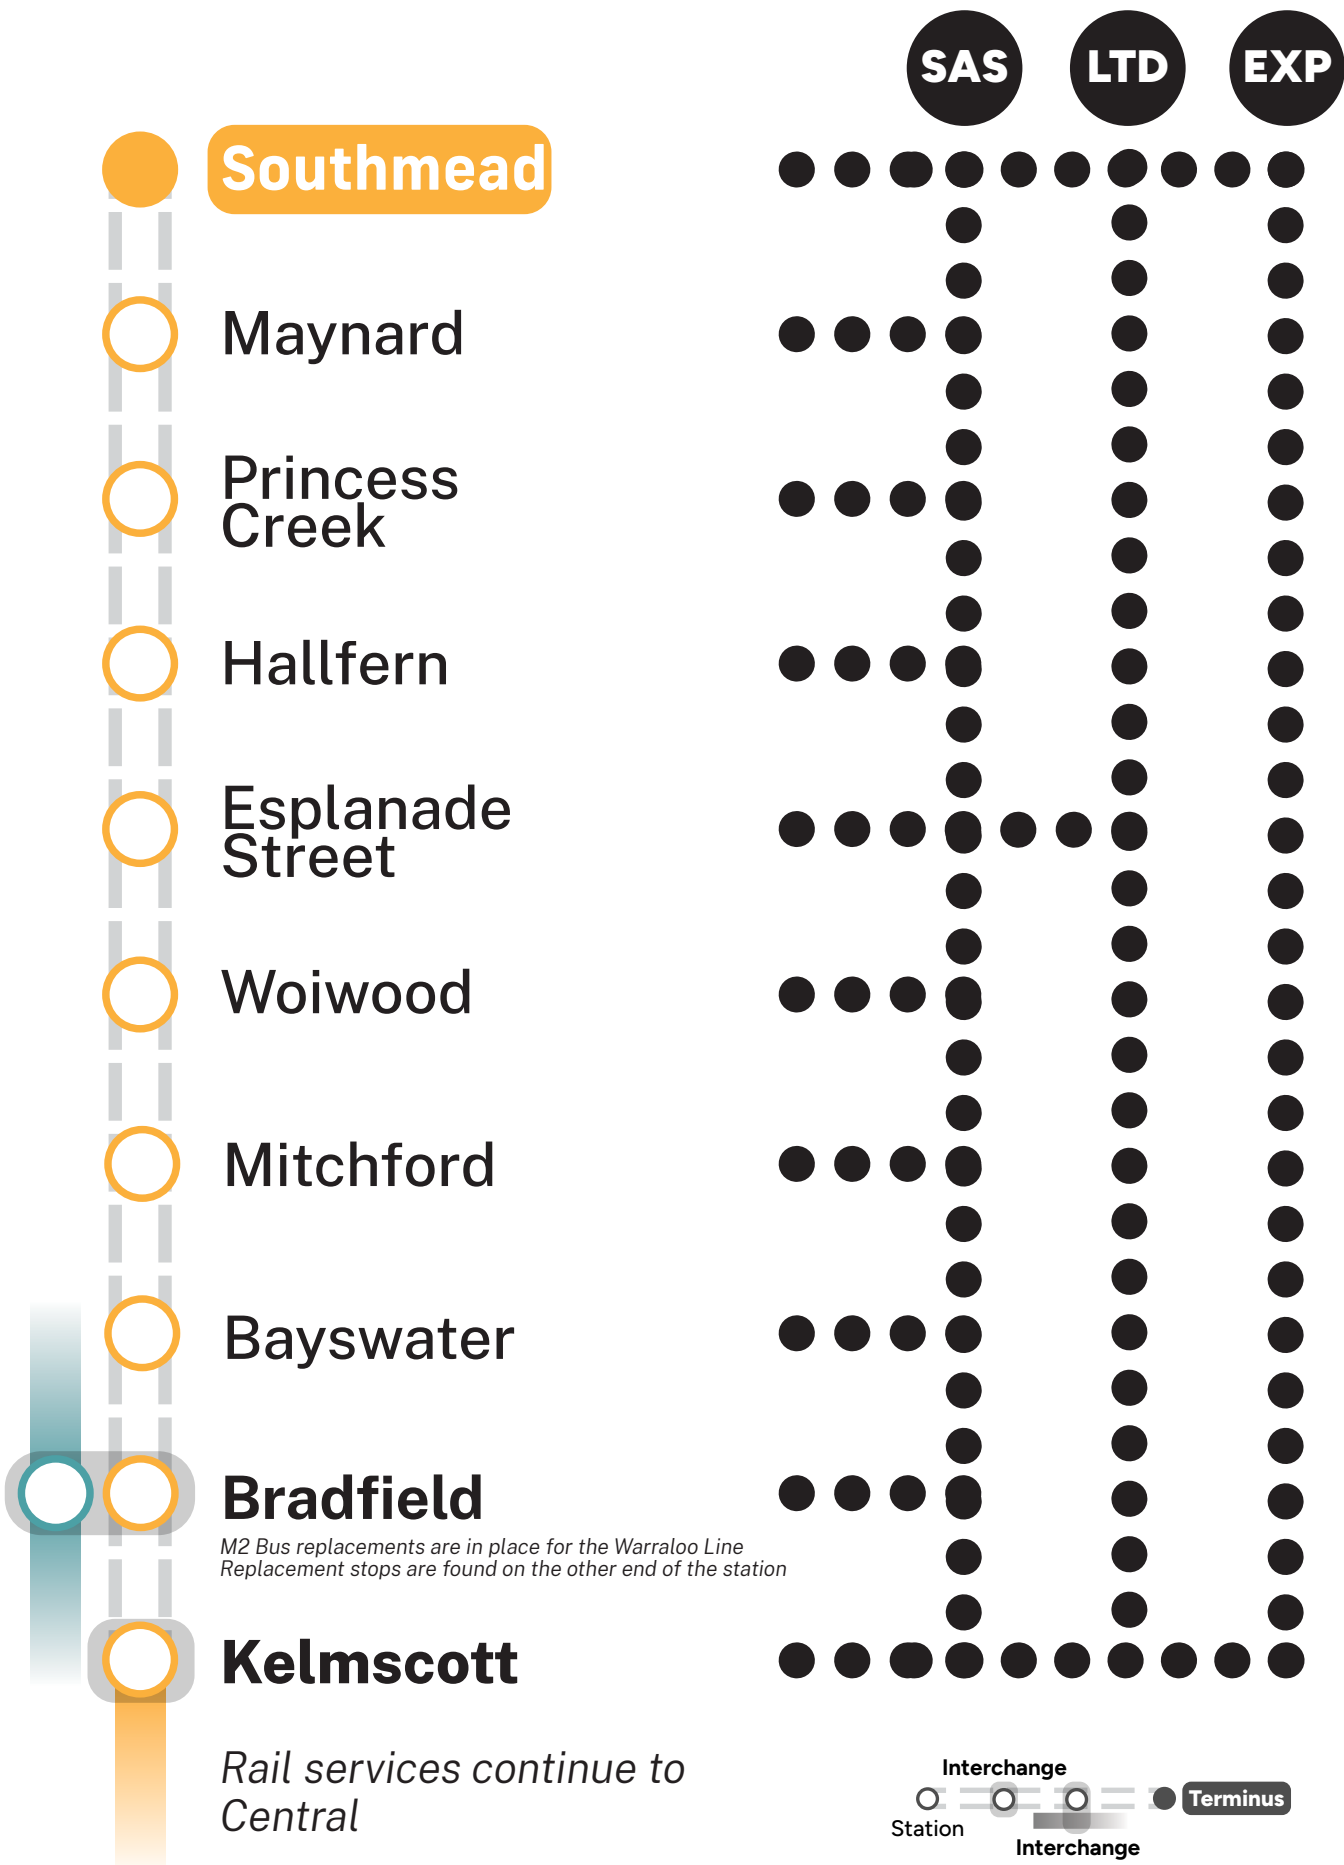 SAS LTD EXP
Southmead
Maynard
Princess
Creek
Hallfern
Esplanade
Street
Woiwood
Mitchford
Bayswater
Bradfield
M2 Bus replacements are in place for the Warraloo Line
Replacement stops are found on the other end of the station
Kelmscott
Rail services continue to
Central
Interchange
Terminus
Station
Interchange